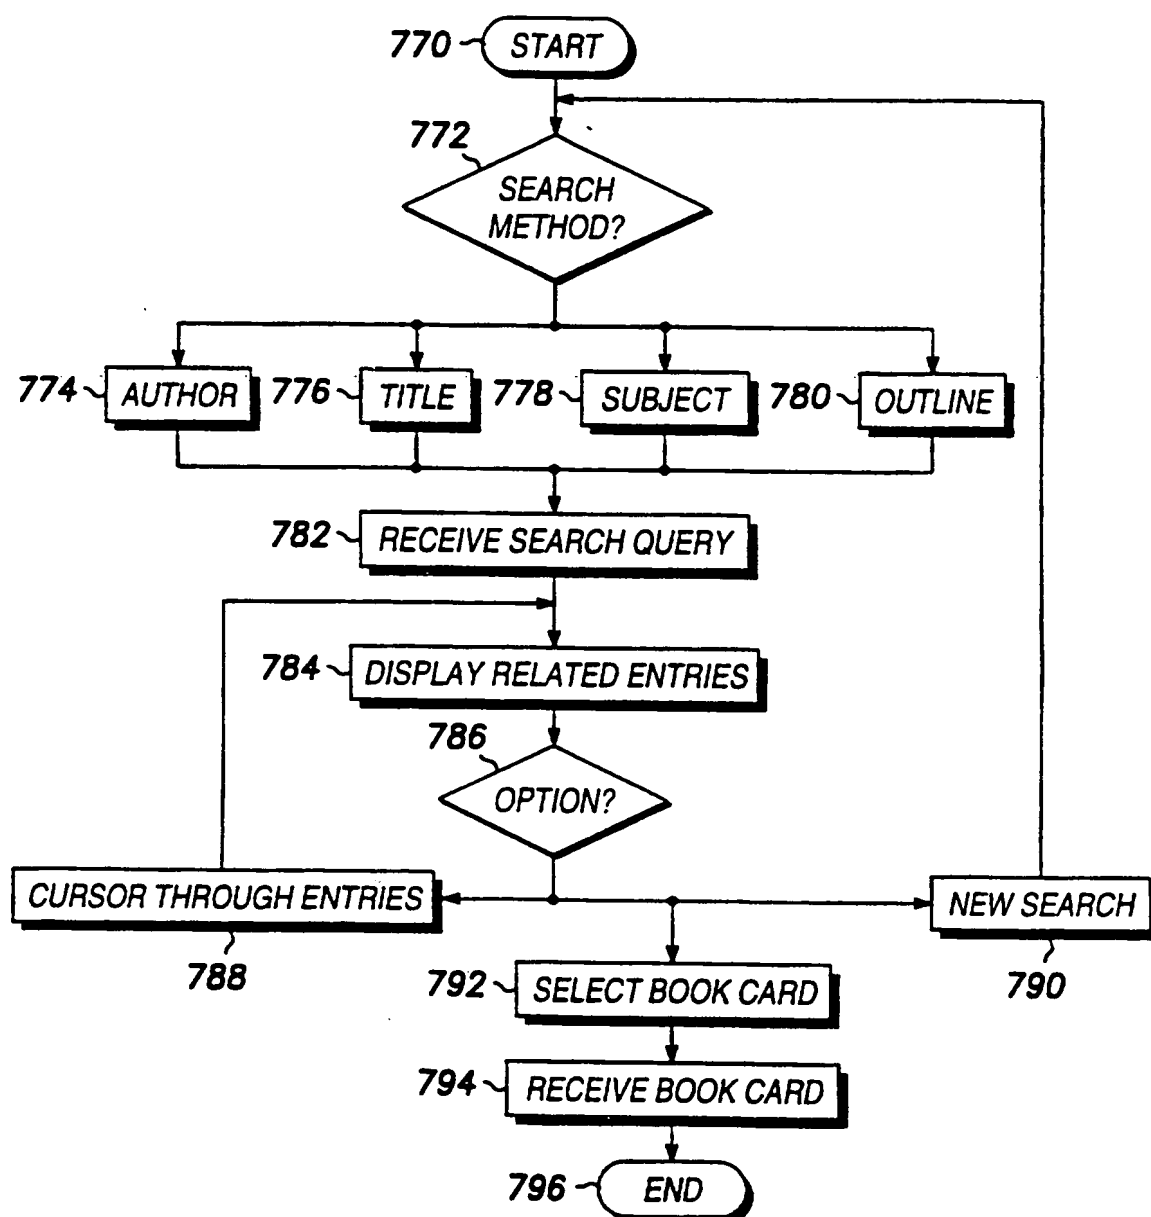 770 START
772
SEARCH
METHOD?
774 AUTHOR 776 TITLE 778 SUBJECT 780 OUTLINE
782 RECEIVE SEARCH QUERY
784 DISPLAY RELATED ENTRIES
786
OPTION?
CURSOR THROUGH ENTRIES NEW SEARCH
788 790
792 SELECT BOOK CARD
794 RECEIVE BOOK CARD
796 END